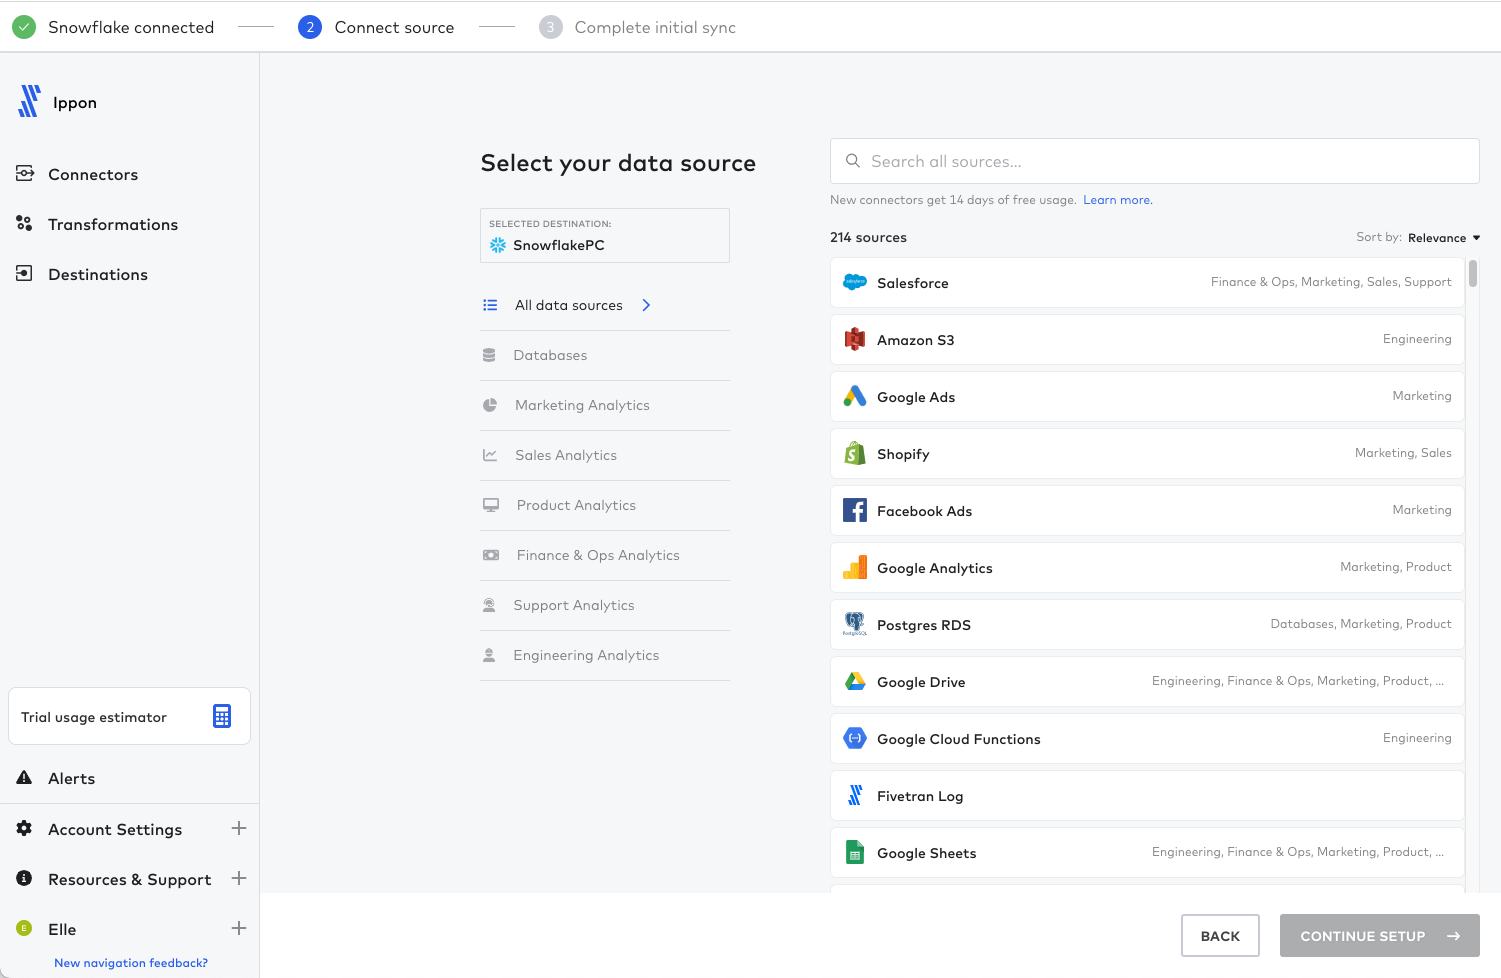 Snowflake connected
2 Connect source
3 Complete initial sync
Ippon
Connectors
Transformations
Destinations
Trial usage estimator
Alerts
Account Settings
Resources & Support
E Elle
New navigation feedback?
Select your data source
SELECTED DESTINATION:
SnowflakePC
All data sources
Databases
Marketing Analytics
Sales Analytics
Product Analytics
Finance & Ops Analytics
Support Analytics
Engineering Analytics
Search all sources...
New connectors get 14 days of free usage. Learn more.
214 sources
Sort by: Relevance
salesforce Salesforce Finance & Ops, Marketing, Sales, Support
Amazon S3 Engineering
Google Ads Marketing
Shopify Marketing, Sales
Facebook Ads Marketing
Google Analytics Marketing, Product
PostgreSQL Postgres RDS Databases, Marketing, Product
Google Drive Engineering, Finance & Ops, Marketing, Product, ...
Google Cloud Functions Engineering
Fivetran Log
Google Sheets Engineering, Finance & Ops, Marketing, Product, ...
BACK
CONTINUE SETUP →